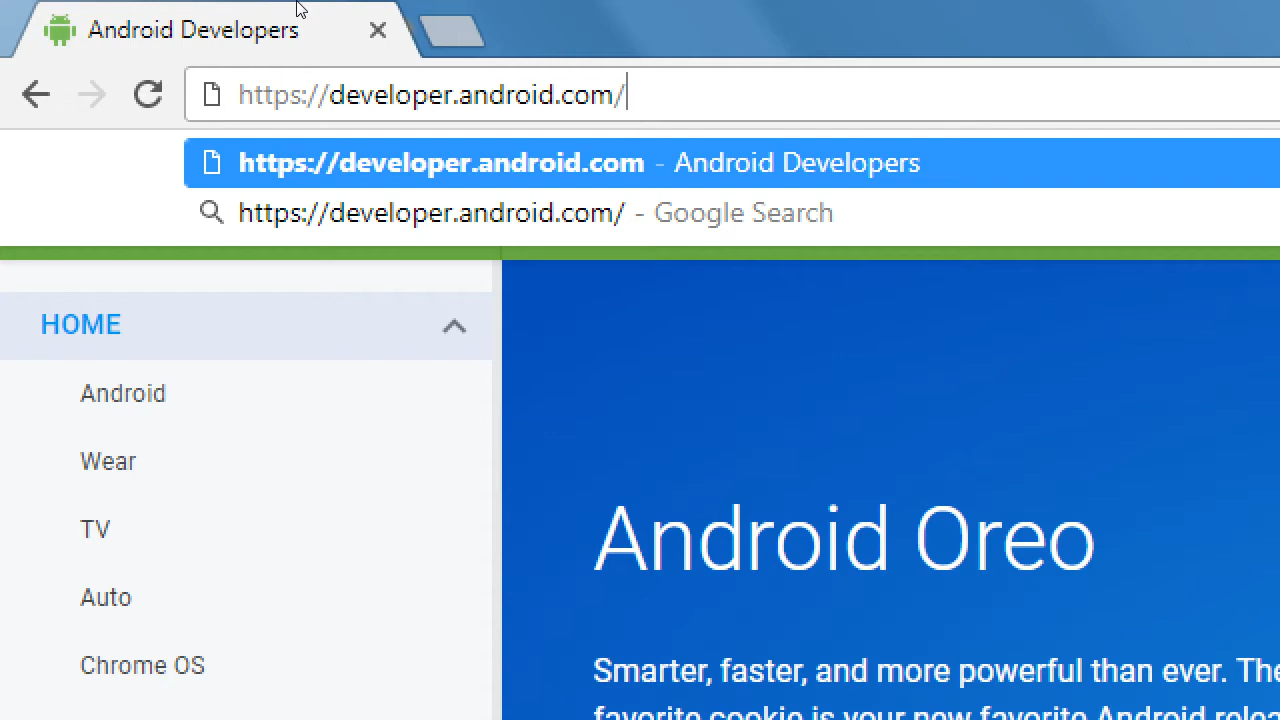 Android Developers
https://developer.android.com/
https://developer.android.com - Android Developers
https://developer.android.com/ - Google Search
HOME
Android
Wear
TV
Auto
Chrome OS
Android Oreo
Smarter, faster, and more powerful than ever. The
favorite cookie is your new favorite Android